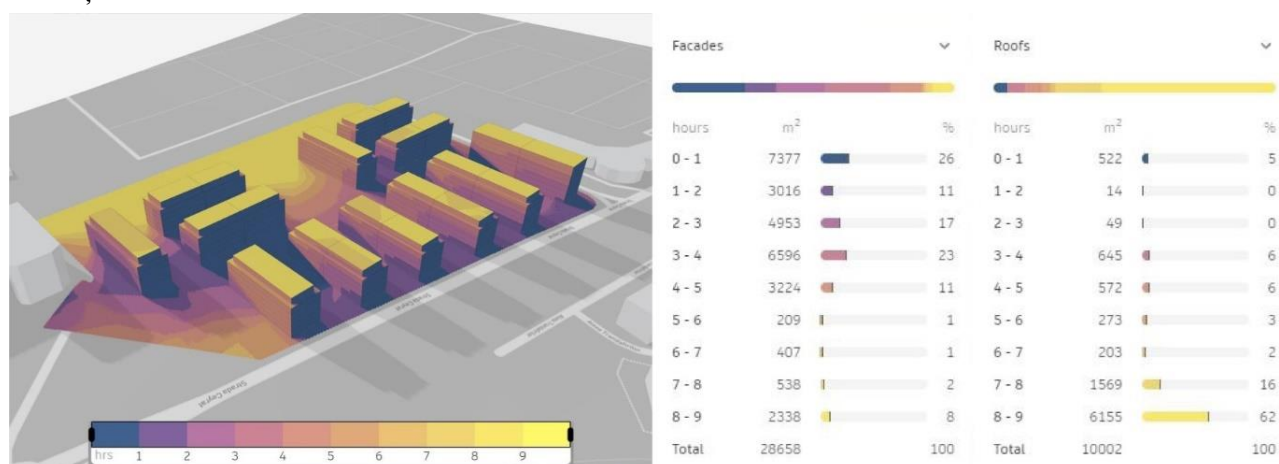 Strada Ceyrat
Strada Ceyrat
hrs 1 2 3 4 5 6 7 8 9
Facades
hours m² %
0 - 1 7377 26
1 - 2 3016 11
2 - 3 4953 17
3 - 4 6596 23
4 - 5 3224 11
5 - 6 209 1
6 - 7 407 1
7 - 8 538 2
8 - 9 2338 8
Total 28658 100
Roofs
hours m² %
0 - 1 522 5
1 - 2 14 0
2 - 3 49 0
3 - 4 645 6
4 - 5 572 6
5 - 6 273 3
6 - 7 203 2
7 - 8 1569 16
8 - 9 6155 62
Total 10002 100